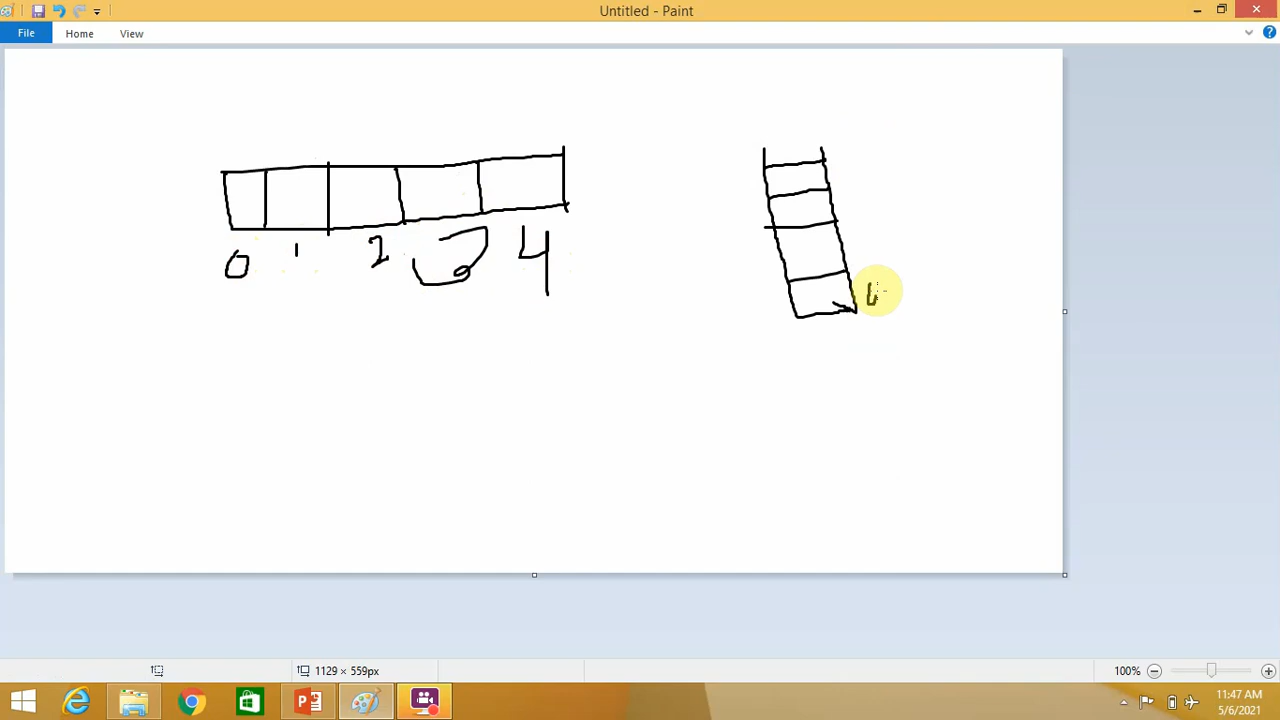 Untitled - Paint
File Home View
0 1 2 3 4
1129 × 559px
100%
11:47 AM
5/6/2021